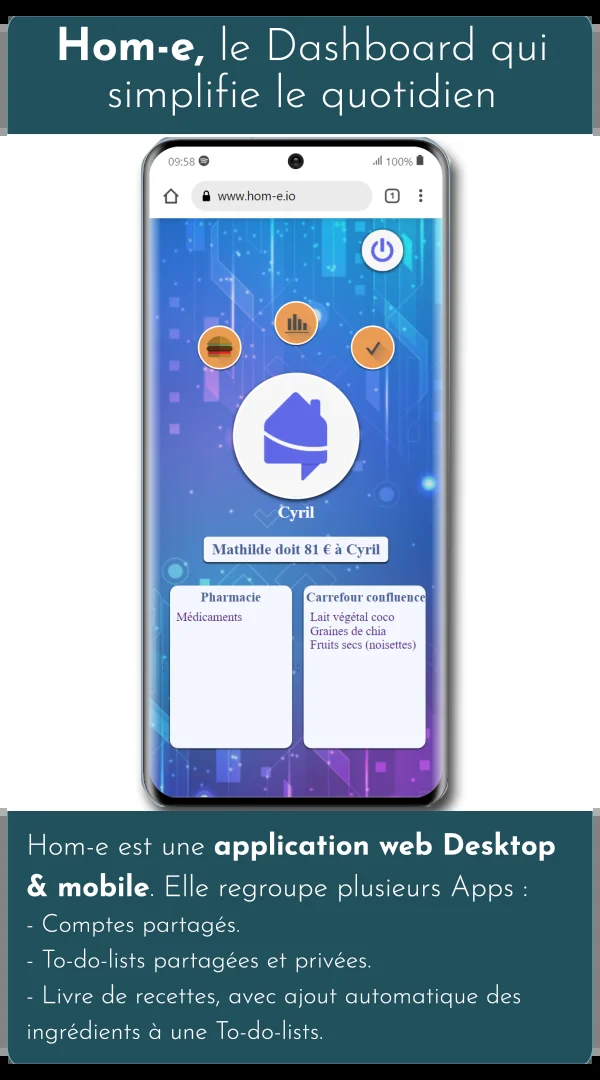 Hom-e, le Dashboard qui
simplifie le quotidien
09:58 100%
www.hom-e.io 1
Cyril
Mathilde doit 81 € à Cyril
Pharmacie
Médicaments
Carrefour confluence
Lait végétal coco
Graines de chia
Fruits secs (noisettes)
Hom-e est une application web Desktop
& mobile. Elle regroupe plusieurs Apps :
- Comptes partagés.
- To-do-lists partagées et privées.
- Livre de recettes, avec ajout automatique des
ingrédients à une To-do-lists.